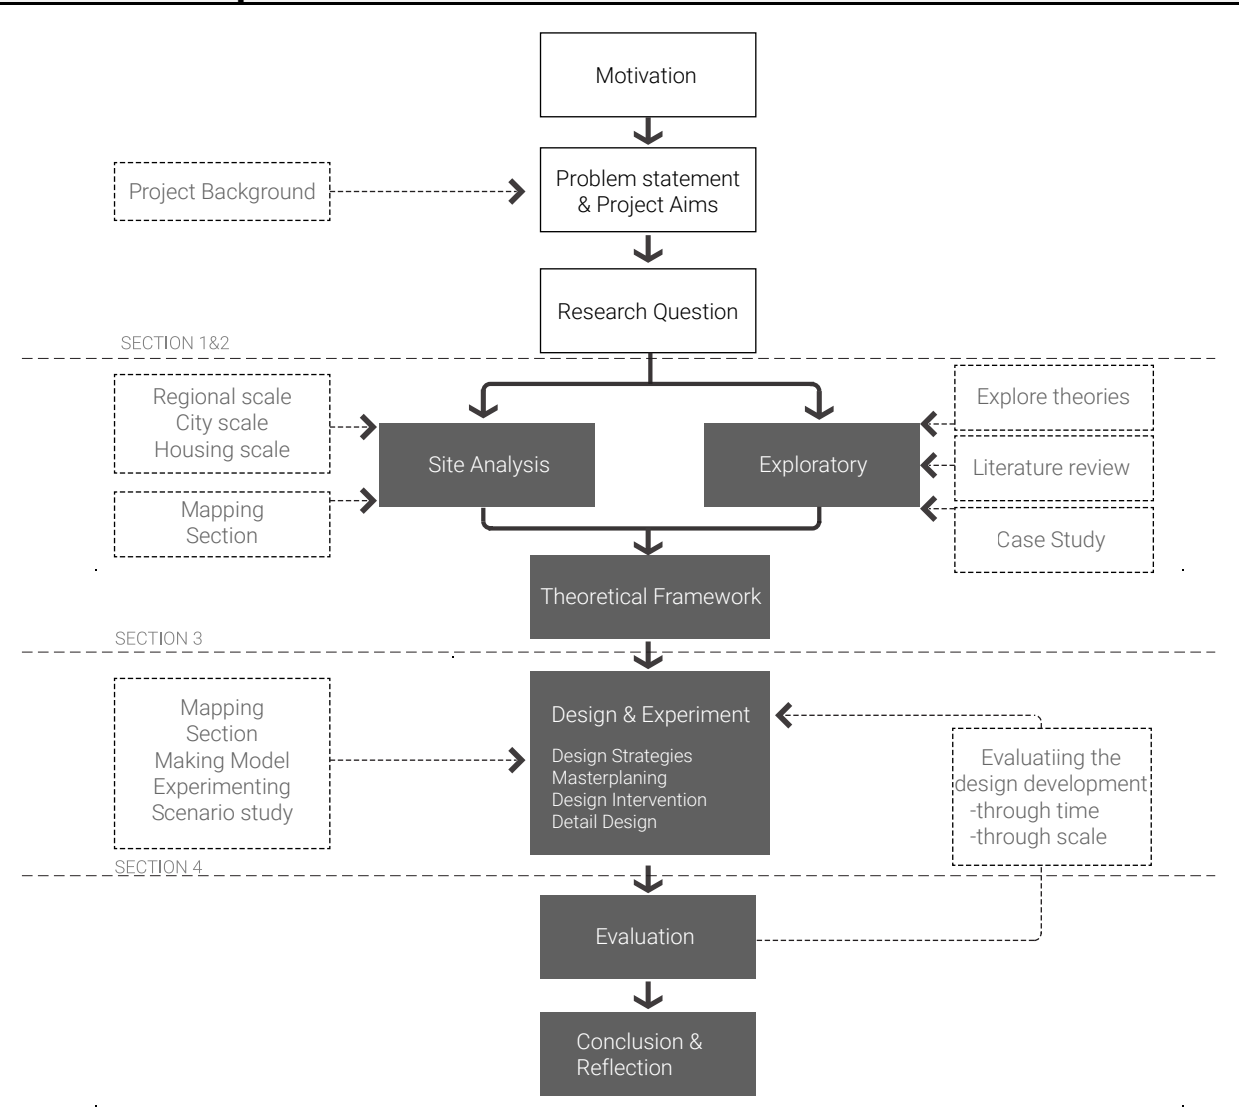 Motivation
Project Background
Problem statement
& Project Aims
Research Question
SECTION 1&2
Regional scale
City scale
Housing scale
Mapping
Section
Site Analysis
Exploratory
Explore theories
Literature review
Case Study
Theoretical Framework
SECTION 3
Mapping
Section
Making Model
Experimenting
Scenario study
Design & Experiment
Design Strategies
Masterplaning
Design Intervention
Detail Design
Evaluatiing the
design development
-through time
-through scale
SECTION 4
Evaluation
Conclusion &
Reflection